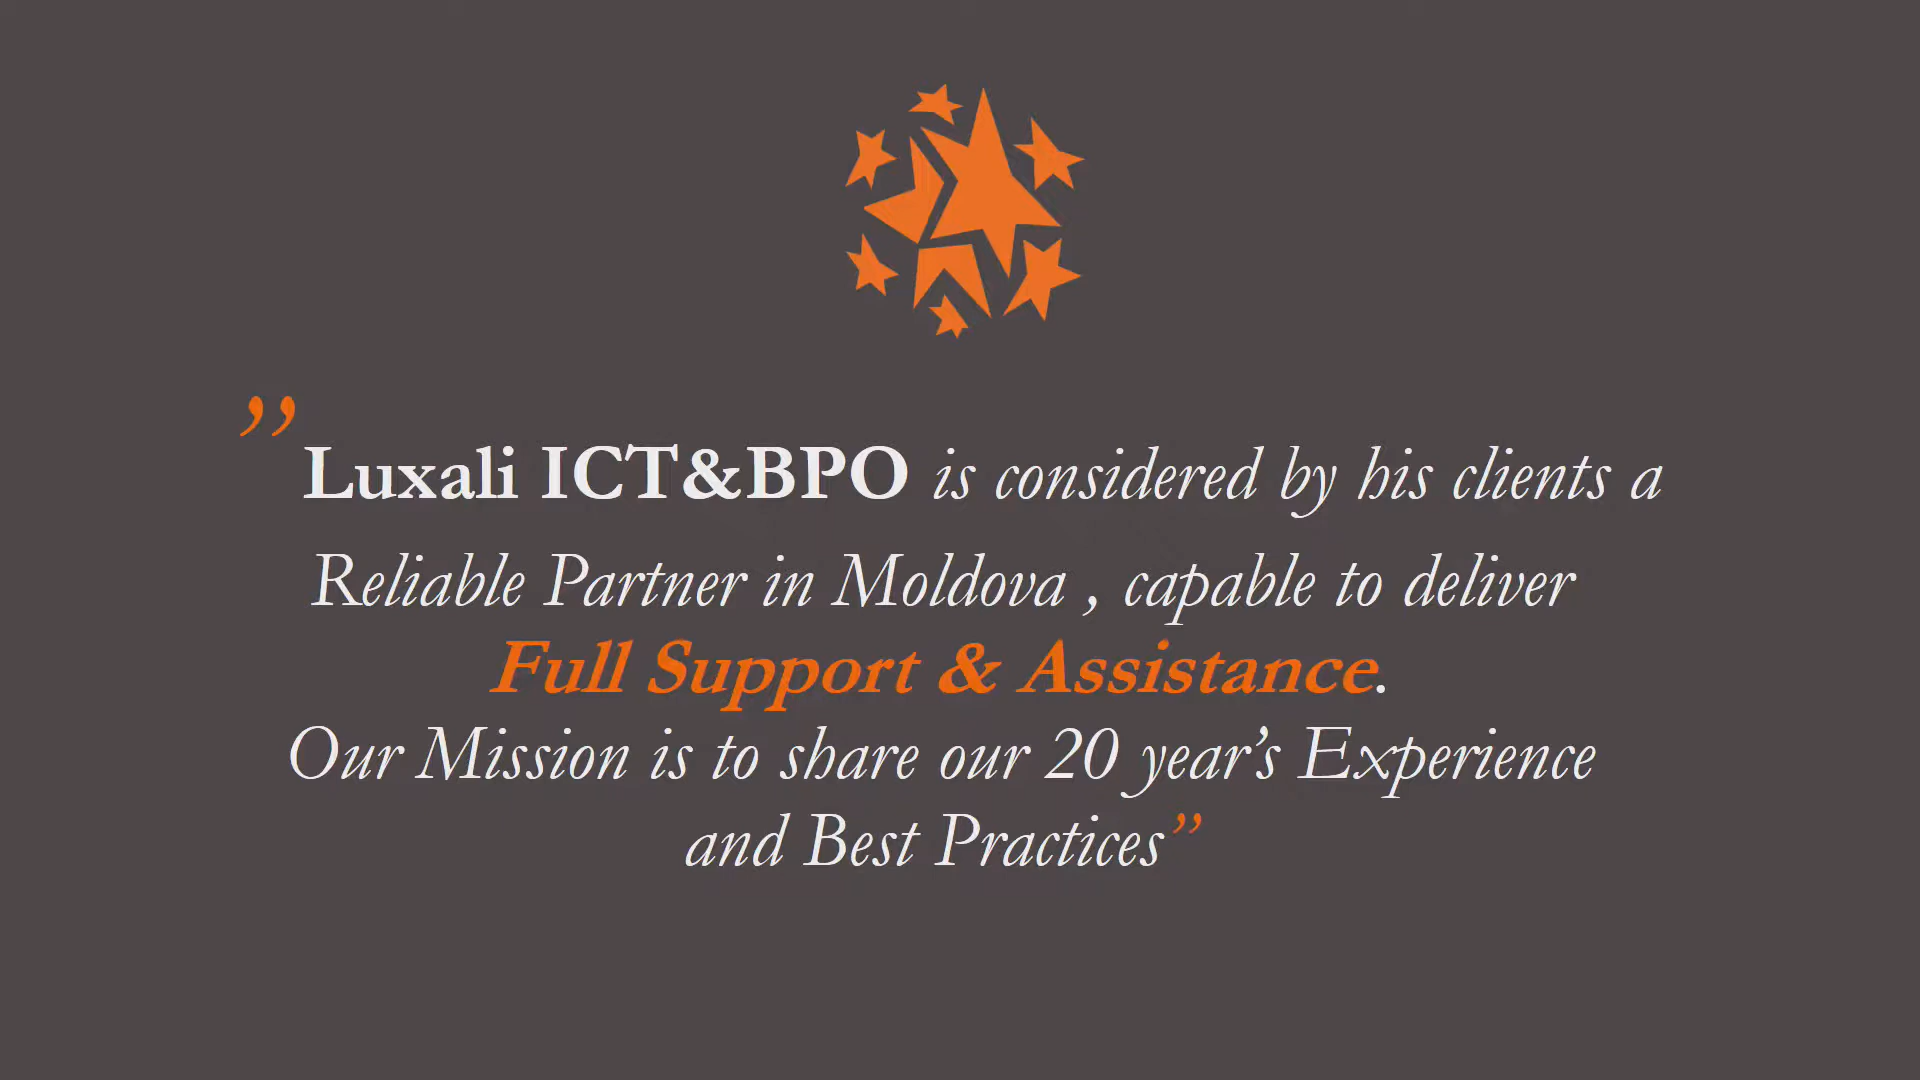 ”Luxali ICT&BPO is considered by his clients a
Reliable Partner in Moldova , capable to deliver
Full Support & Assistance.
Our Mission is to share our 20 year’s Experience
and Best Practices”